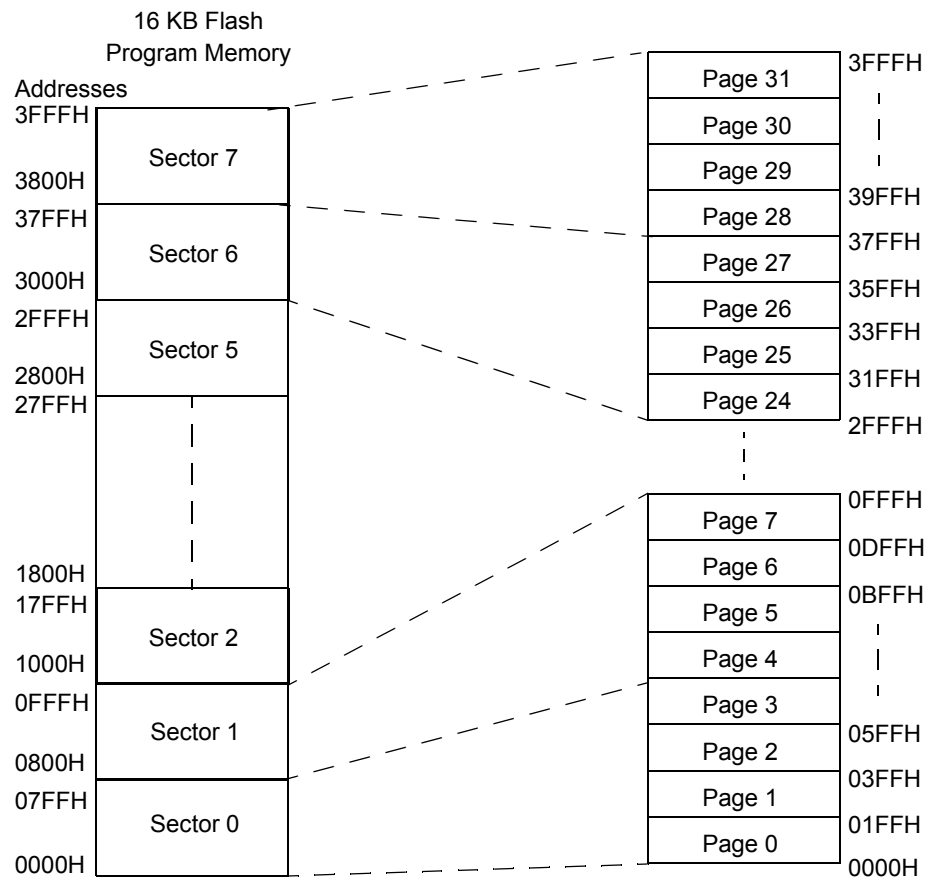 16 KB Flash
Program Memory
Addresses
3FFFH
Sector 7
3800H
37FFH
Sector 6
3000H
2FFFH
Sector 5
2800H
27FFH
1800H
17FFH
Sector 2
1000H
0FFFH
Sector 1
0800H
07FFH
Sector 0
0000H
Page 31
3FFFH
Page 30
Page 29
39FFH
Page 28
37FFH
Page 27
35FFH
Page 26
33FFH
Page 25
31FFH
Page 24
2FFFH
0FFFH
Page 7
0DFFH
Page 6
0BFFH
Page 5
Page 4
Page 3
05FFH
Page 2
03FFH
Page 1
01FFH
Page 0
0000H